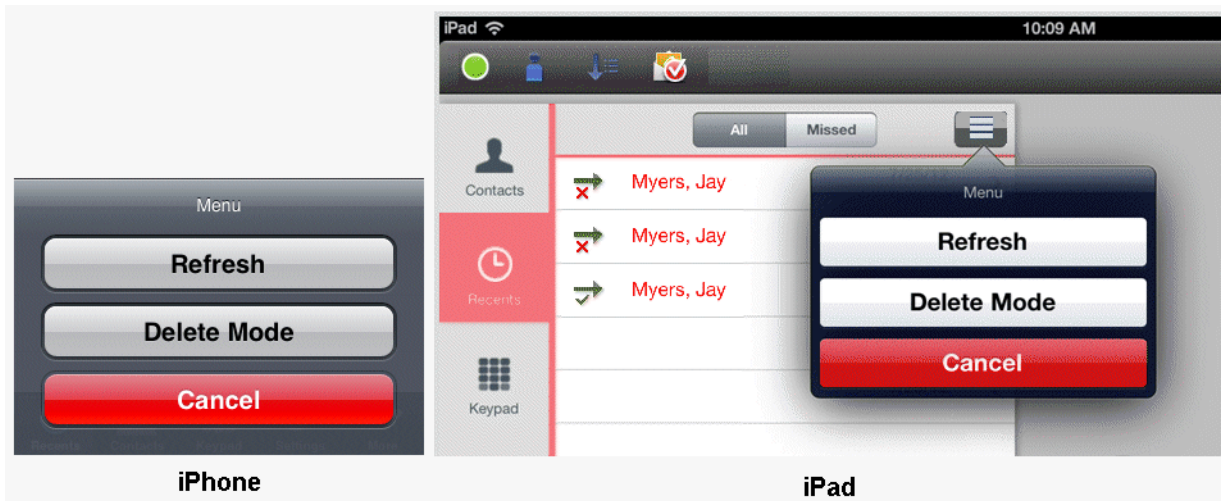 Menu
Refresh
Delete Mode
Cancel
iPhone
iPad
10:09 AM
All
Missed
Contacts
Myers, Jay
Myers, Jay
Recents
Myers, Jay
Keypad
Menu
Refresh
Delete Mode
Cancel
iPad